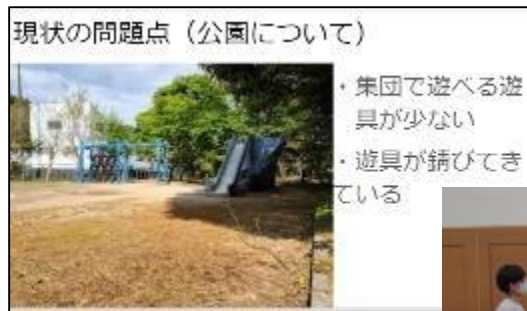 現状の問題点（公園について）
・集団で遊べる遊
具が少ない
・遊具が錆びてき
ている